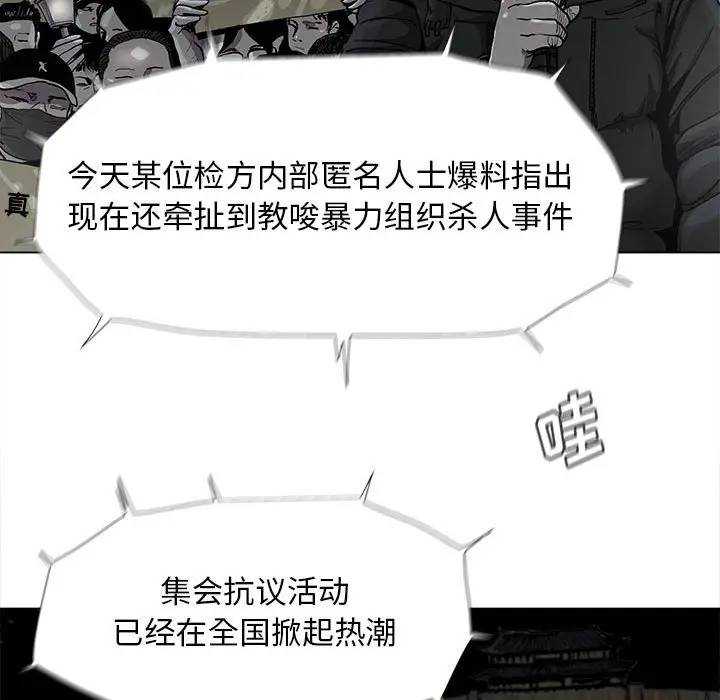 今天某位检方内部匿名人士爆料指出
现在还牵扯到教唆暴力组织杀人事件
真
哇
集会抗议活动
已经在全国掀起热潮